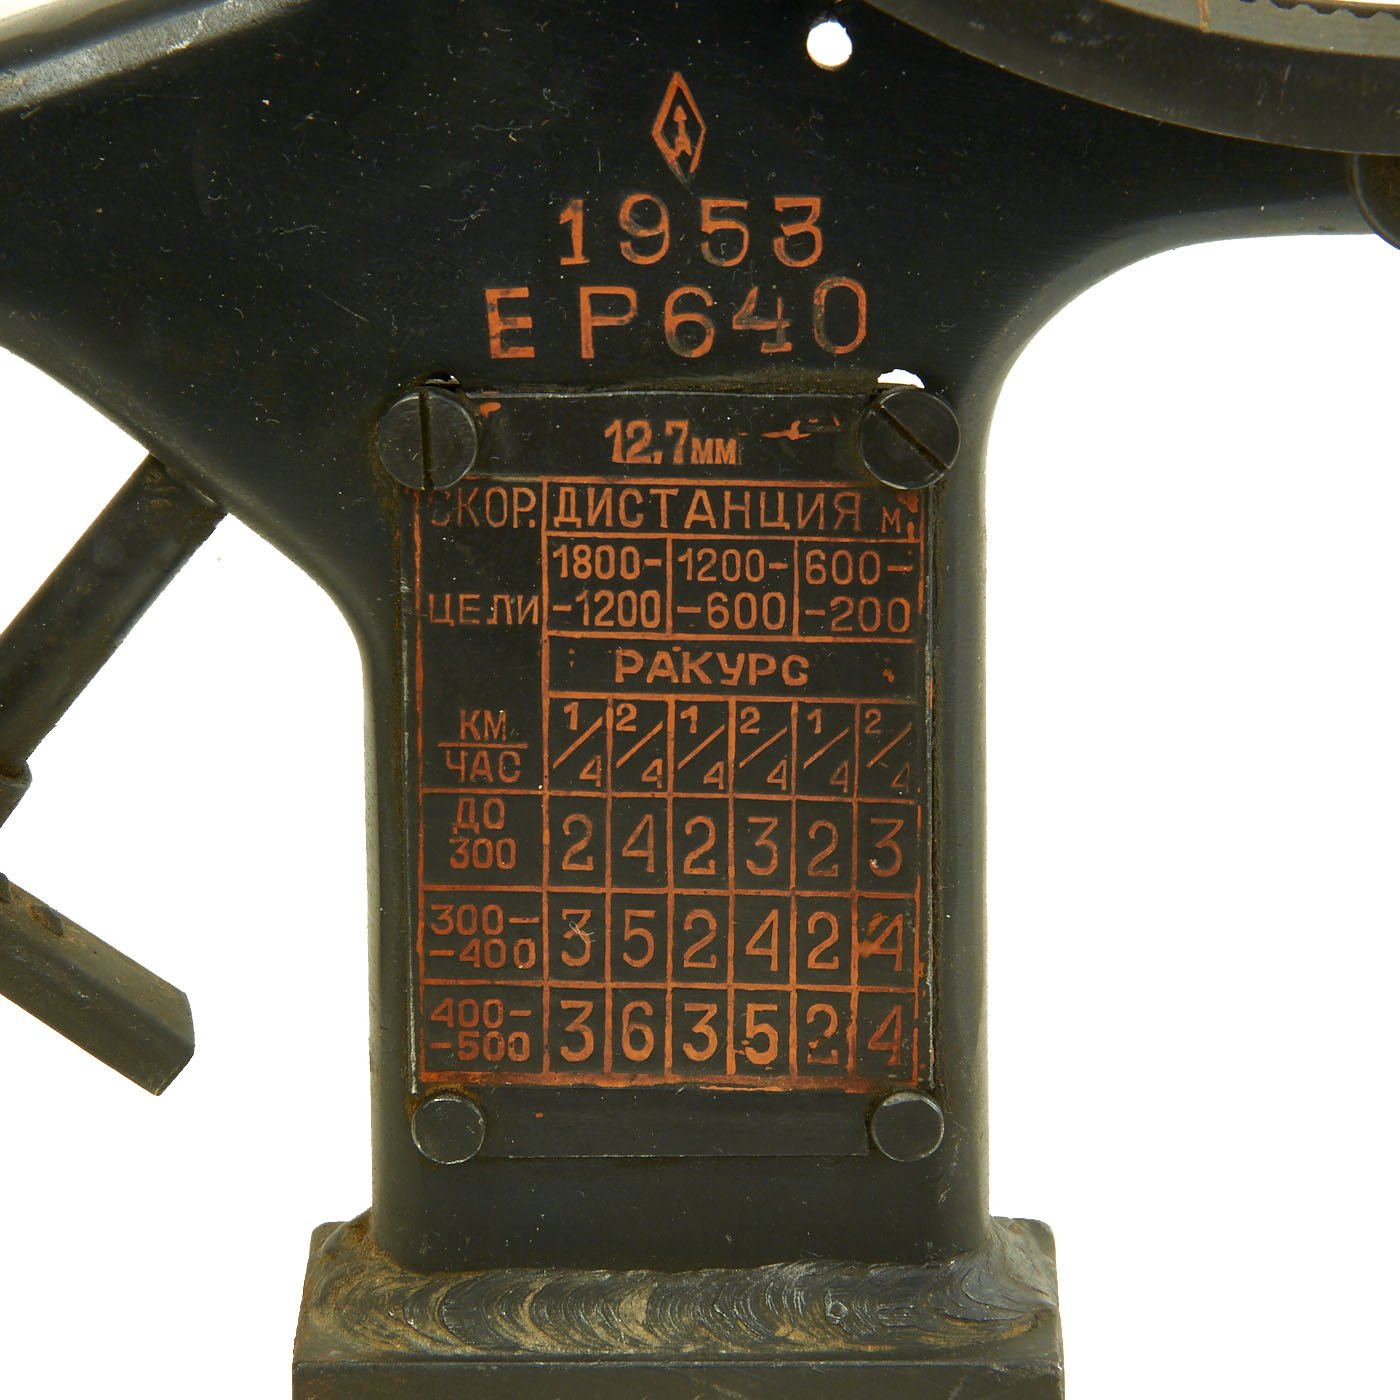 1953
ЕР640
12,7мм
СКОР. ДИСТАНЦИЯ м.
1800- 1200- 600-
ЦЕЛИ -1200 -600 -200
РАКУРС
КМ 1/4 2/4 1/4 2/4 1/4 2/4
ЧАС
ДО
300 2 4 2 3 2 3
300-
-400 3 5 2 4 2 4
400-
-500 3 6 3 5 2 4